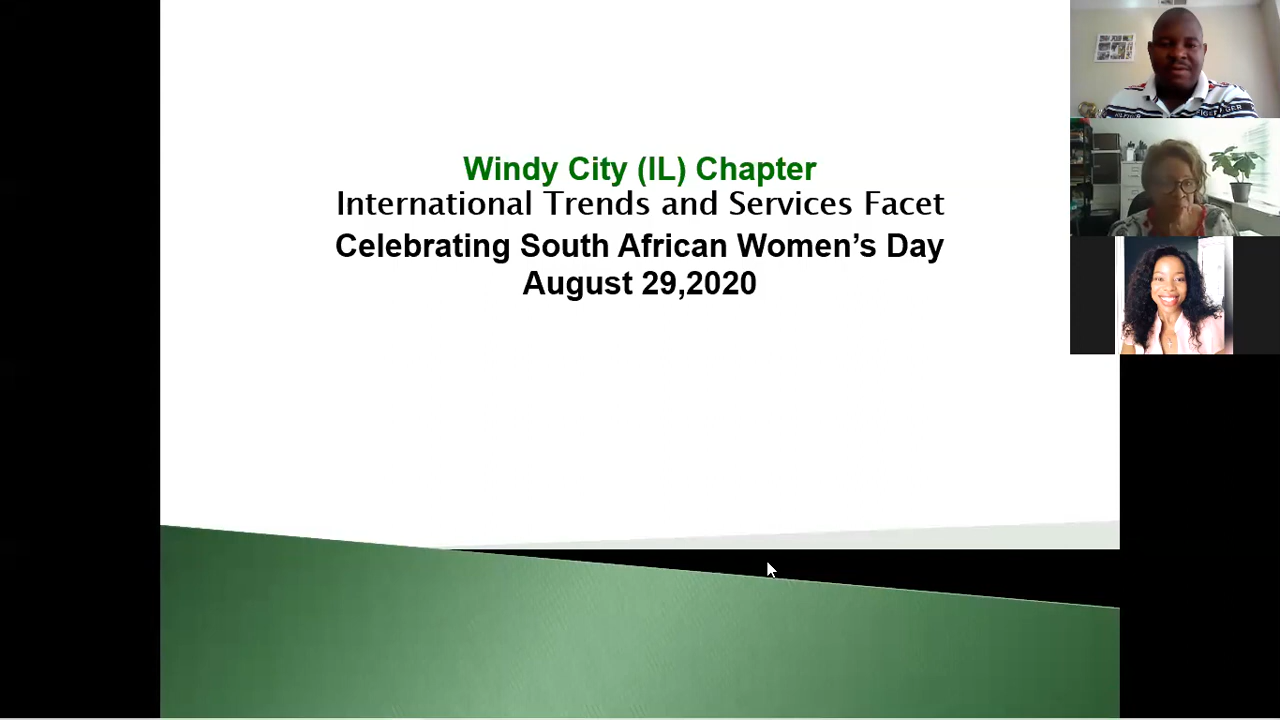 Windy City (IL) Chapter
International Trends and Services Facet
Celebrating South African Women’s Day
August 29,2020